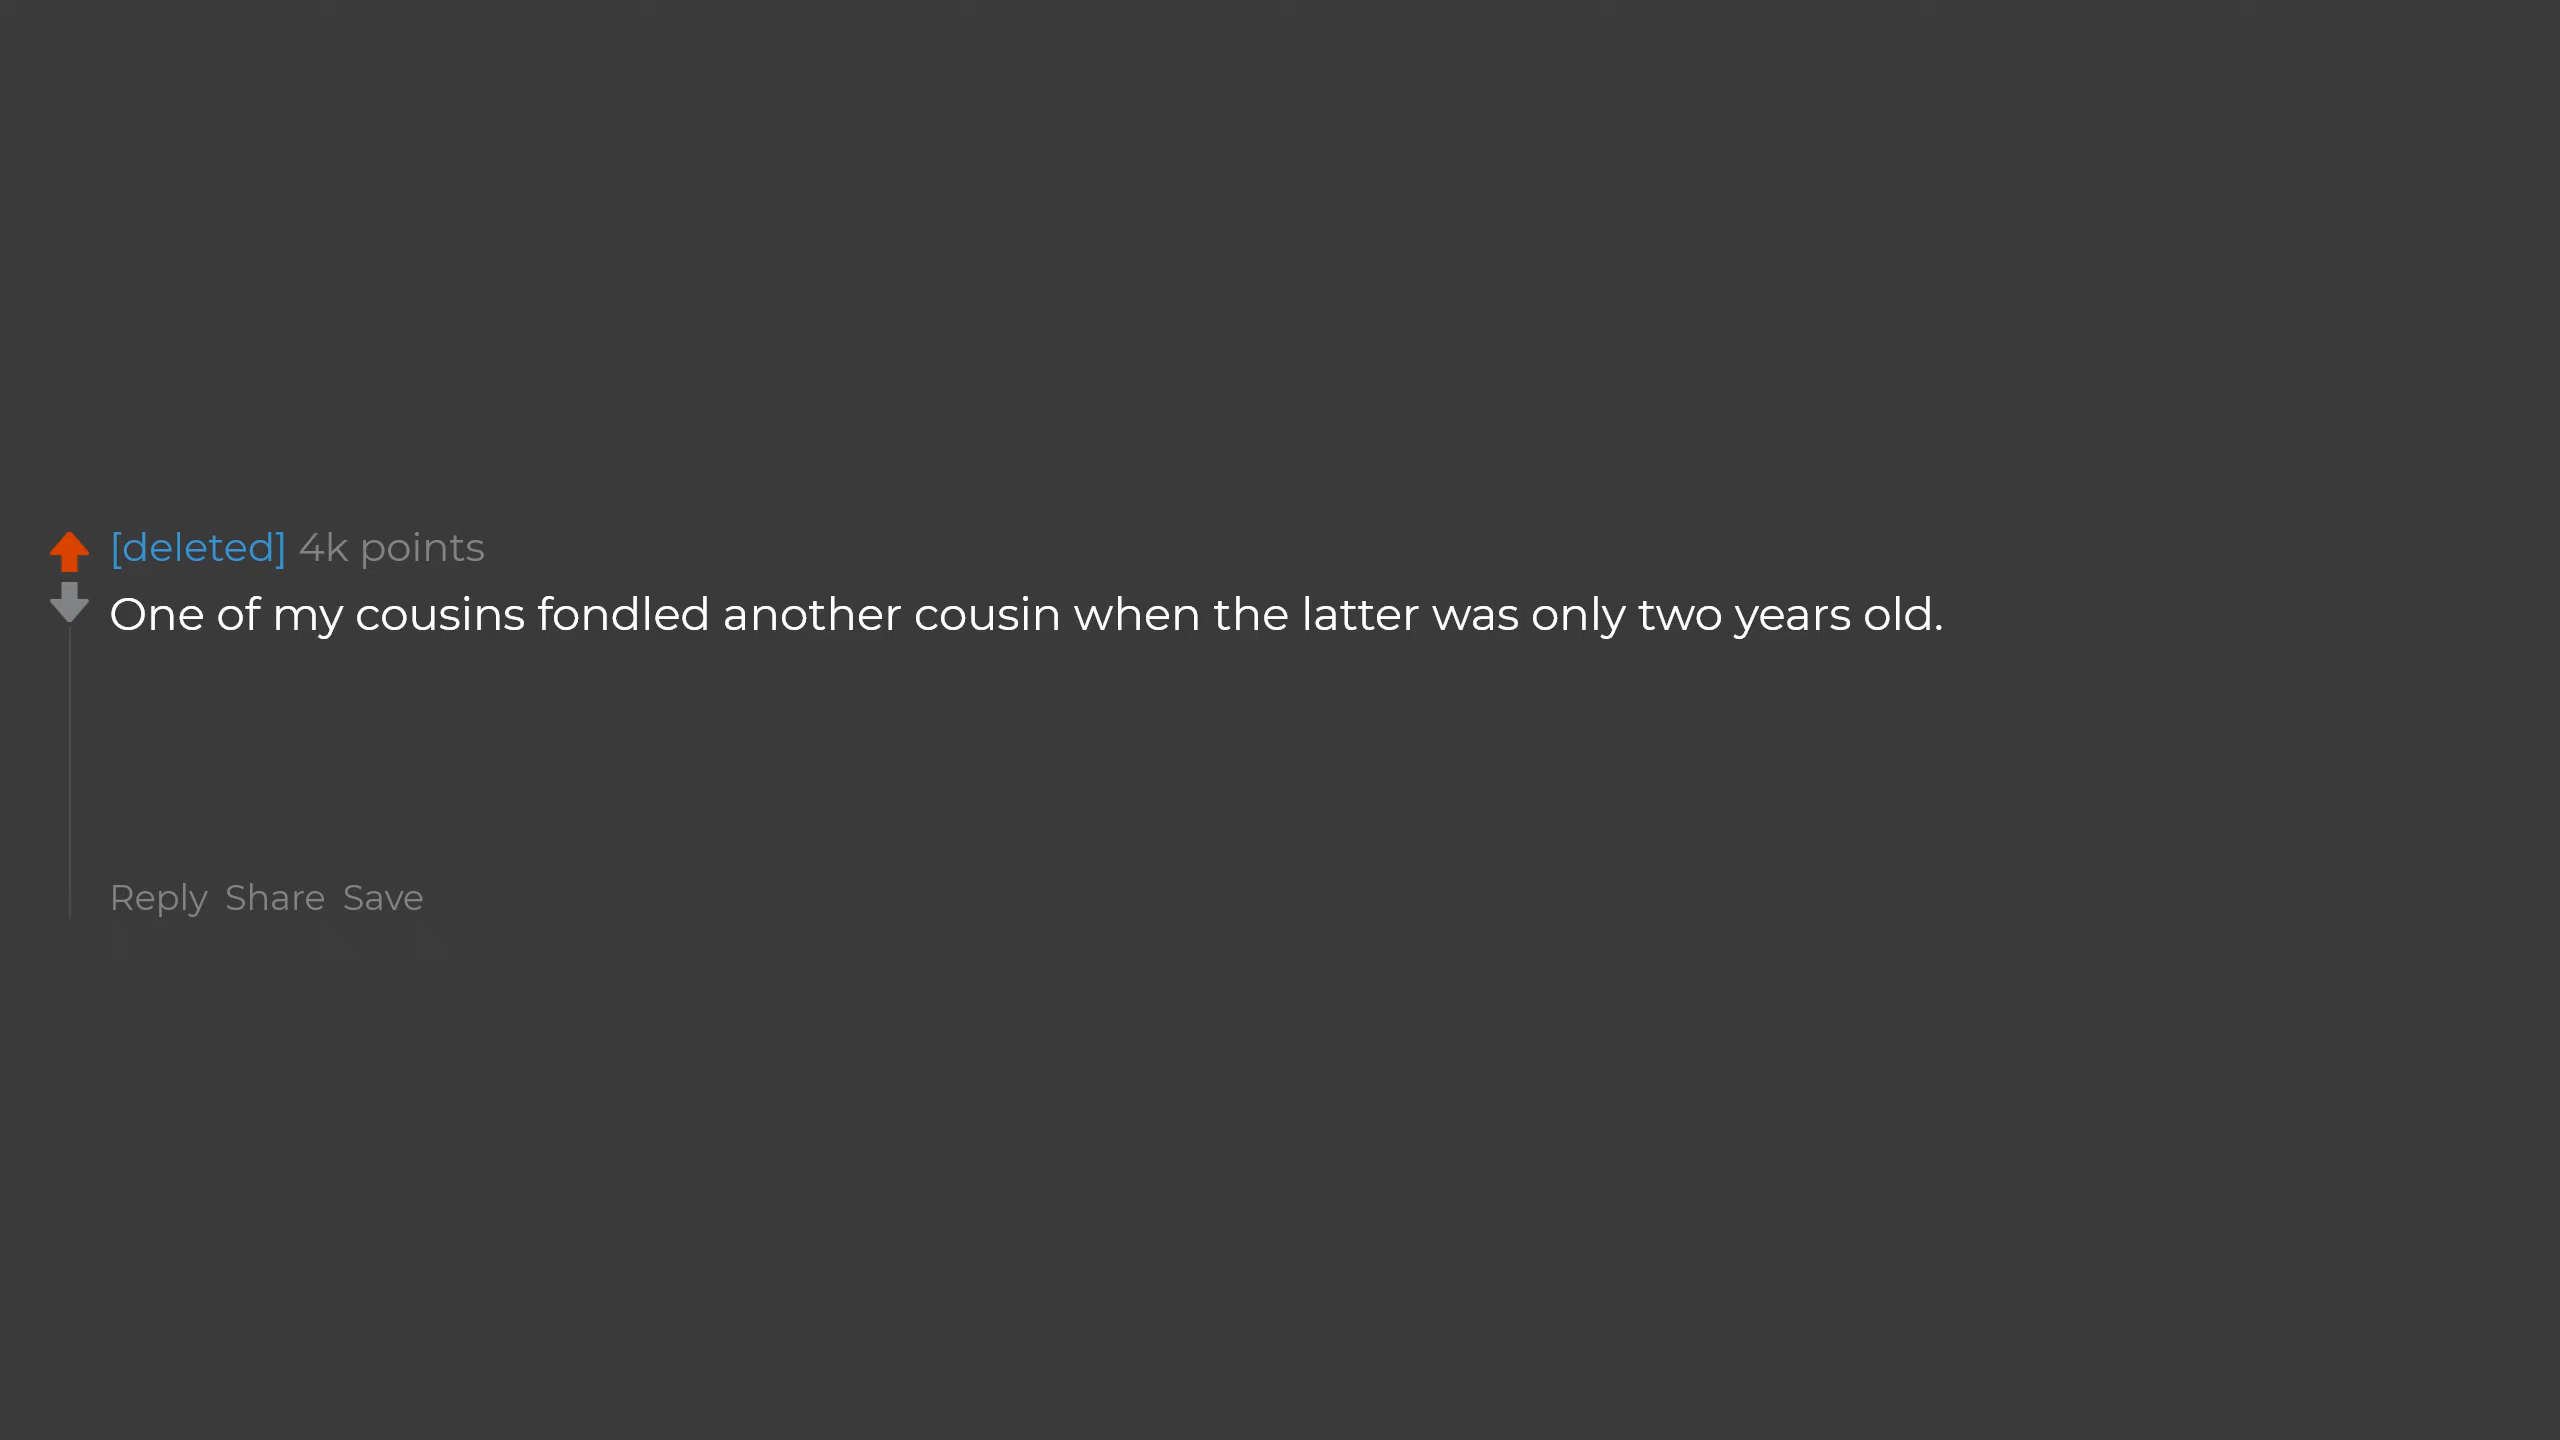 [deleted] 4k points
One of my cousins fondled another cousin when the latter was only two years old.
Reply Share Save